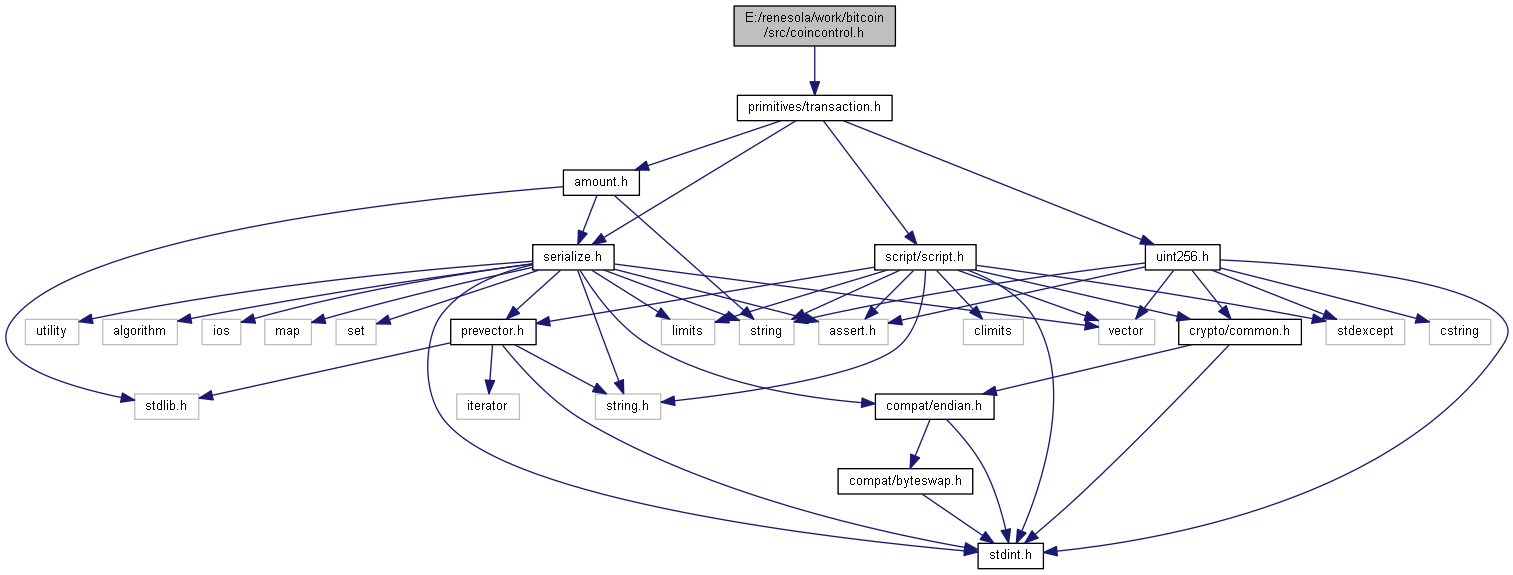 E:/renesola/work/bitcoin
/src/coincontrol.h
primitives/transaction.h
amount.h
serialize.h
script/script.h
uint256.h
utility
algorithm
ios
map
set
prevector.h
limits
string
assert.h
climits
vector
crypto/common.h
stdexcept
cstring
stdlib.h
iterator
string.h
compat/endian.h
compat/byteswap.h
stdint.h